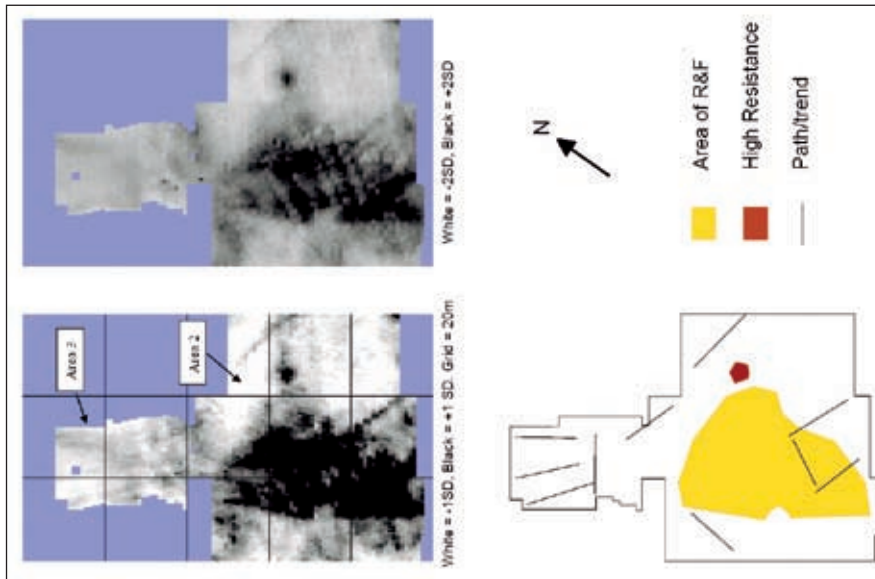 White = -2SD, Black = +2SD
Area 3
Area 2
White = -1SD, Black = +1 SD, Grid = 20m
N
Area of R&F
High Resistance
Path/trend